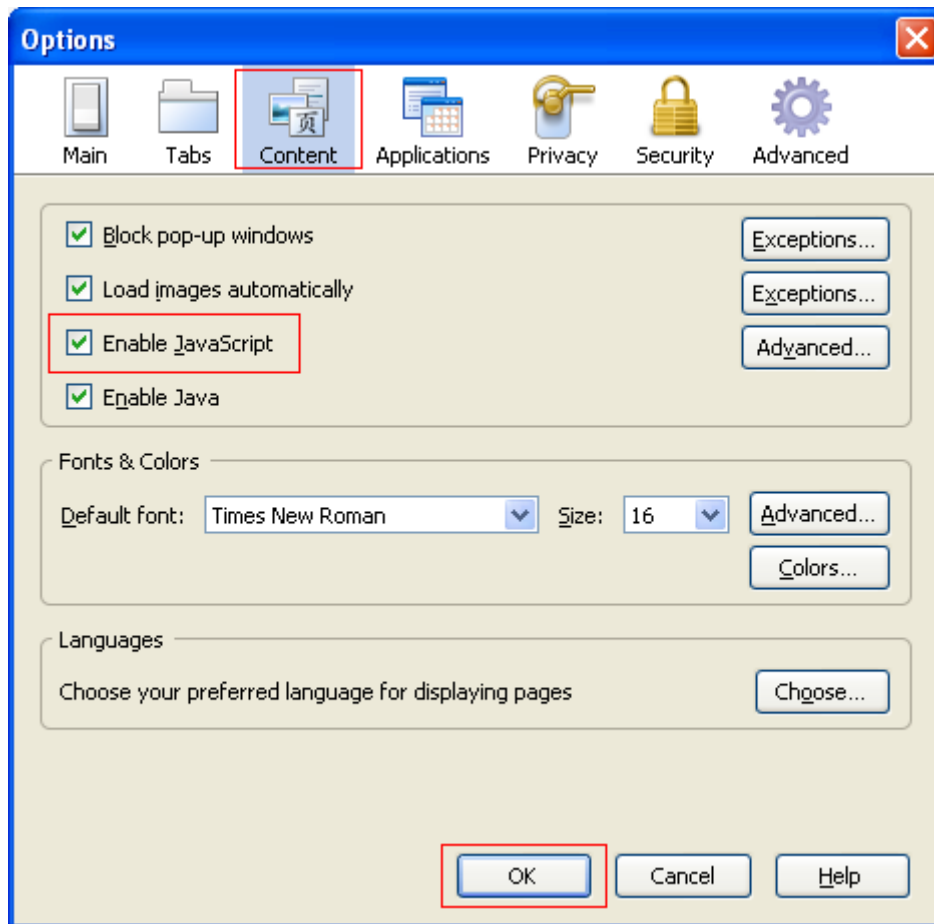 Options
页
Main Tabs Content Applications Privacy Security Advanced
Block pop-up windows Exceptions...
Load images automatically Exceptions...
Enable JavaScript Advanced...
Enable Java
Fonts & Colors
Default font: Times New Roman Size: 16 Advanced...
Colors...
Languages
Choose your preferred language for displaying pages Choose...
OK Cancel Help